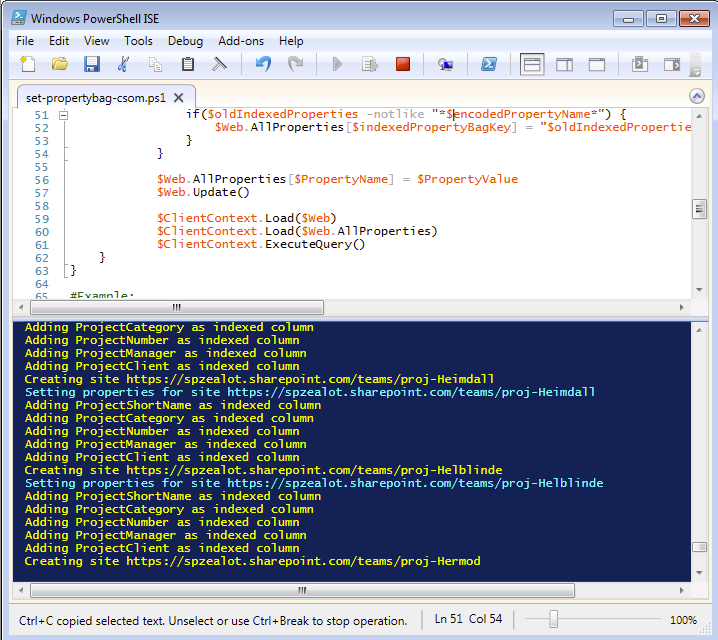 Windows PowerShell ISE
File Edit View Tools Debug Add-ons Help
set-propertybag-csom.ps1
51 if($oldIndexedProperties -notlike "*$encodedPropertyName*") {
52 $Web.AllProperties[$indexedPropertyBagKey] = "$oldIndexedPropertie
53 }
54 }
55
56 $Web.AllProperties[$PropertyName] = $PropertyValue
57 $Web.Update()
58
59 $ClientContext.Load($Web)
60 $ClientContext.Load($Web.AllProperties)
61 $ClientContext.ExecuteQuery()
62 }
63 }
64
65 #Example:
Adding ProjectCategory as indexed column
Adding ProjectNumber as indexed column
Adding ProjectManager as indexed column
Adding ProjectClient as indexed column
Creating site https://spzealot.sharepoint.com/teams/proj-Heimdall
Setting properties for site https://spzealot.sharepoint.com/teams/proj-Heimdall
Adding ProjectShortName as indexed column
Adding ProjectCategory as indexed column
Adding ProjectNumber as indexed column
Adding ProjectManager as indexed column
Adding ProjectClient as indexed column
Creating site https://spzealot.sharepoint.com/teams/proj-Helblinde
Setting properties for site https://spzealot.sharepoint.com/teams/proj-Helblinde
Adding ProjectShortName as indexed column
Adding ProjectCategory as indexed column
Adding ProjectNumber as indexed column
Adding ProjectManager as indexed column
Adding ProjectClient as indexed column
Creating site https://spzealot.sharepoint.com/teams/proj-Hermod
Ctrl+C copied selected text. Unselect or use Ctrl+Break to stop operation. Ln 51 Col 54 100%